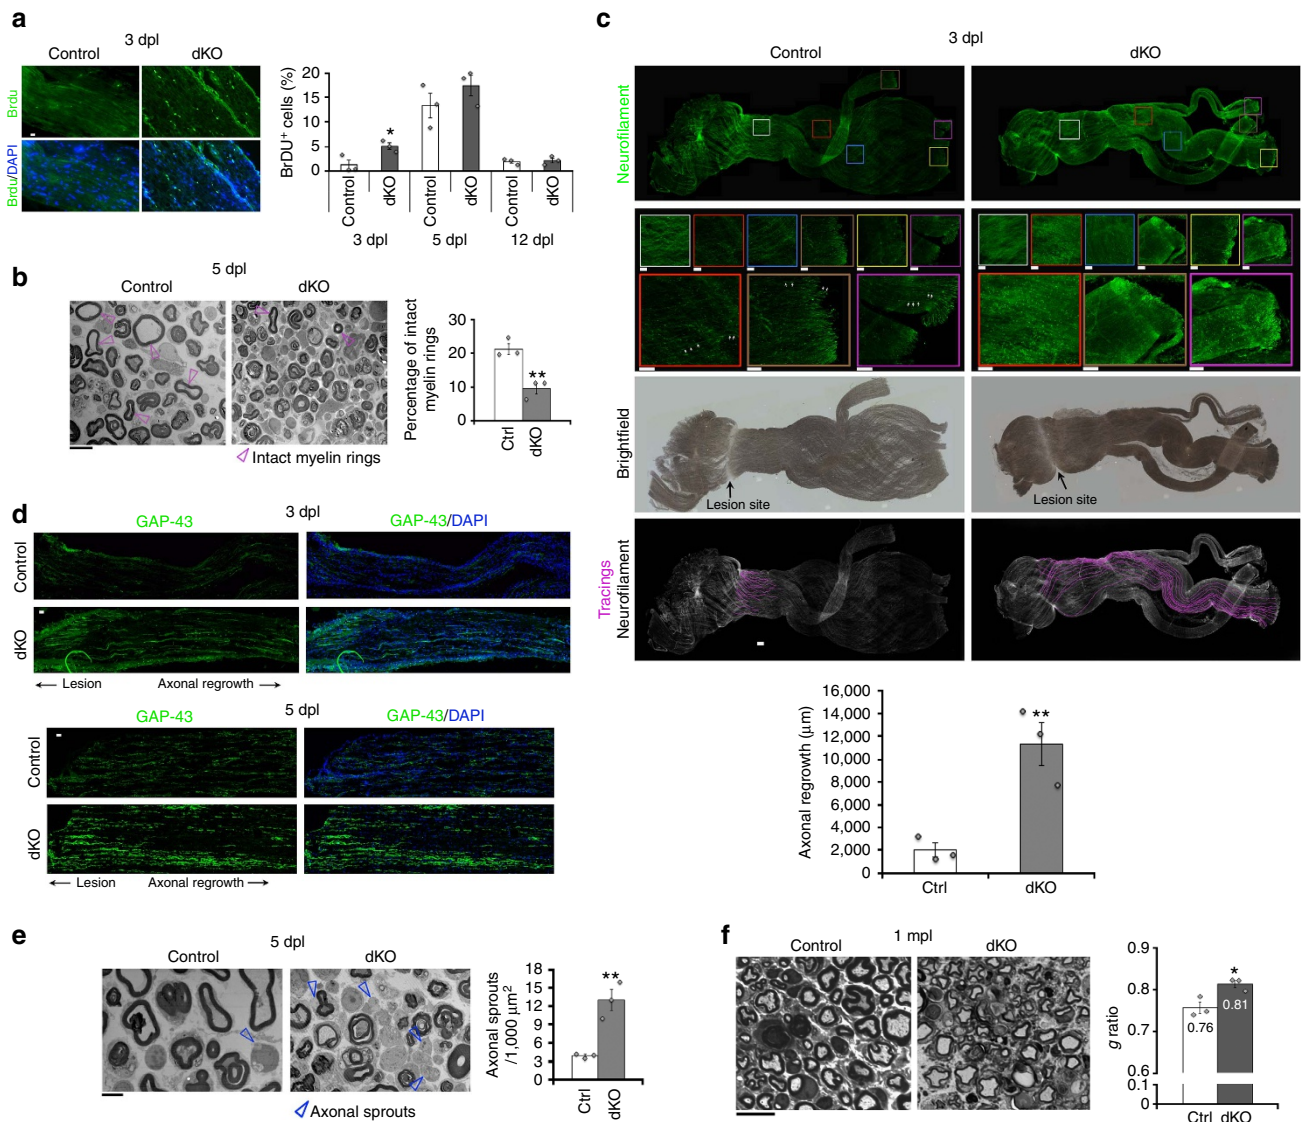 a
3 dpl
Control
dKO
Brdu
Brdu/DAPI
BrDU⁺ cells (%)
20
15
10
5
0
*
Control
dKO
Control
dKO
Control
dKO
3 dpl
5 dpl
12 dpl
b
5 dpl
Control
dKO
Intact myelin rings
Percentage of intact
myelin rings
30
20
10
0
**
Ctrl
dKO
c
3 dpl
Control
dKO
Neurofilament
Brightfield
Lesion site
Lesion site
Tracings
Neurofilament
Axonal regrowth (μm)
16,000
14,000
12,000
10,000
8,000
6,000
4,000
2,000
0
**
Ctrl
dKO
d
3 dpl
GAP-43
GAP-43/DAPI
Control
dKO
← Lesion
Axonal regrowth →
5 dpl
GAP-43
GAP-43/DAPI
Control
dKO
← Lesion
Axonal regrowth →
e
5 dpl
Control
dKO
Axonal sprouts
Axonal sprouts
/1,000 μm²
18
15
12
9
6
3
0
**
Ctrl
dKO
f
1 mpl
Control
dKO
g ratio
0.9
0.8
0.7
0.6
0.1
0
*
0.76
0.81
Ctrl
dKO